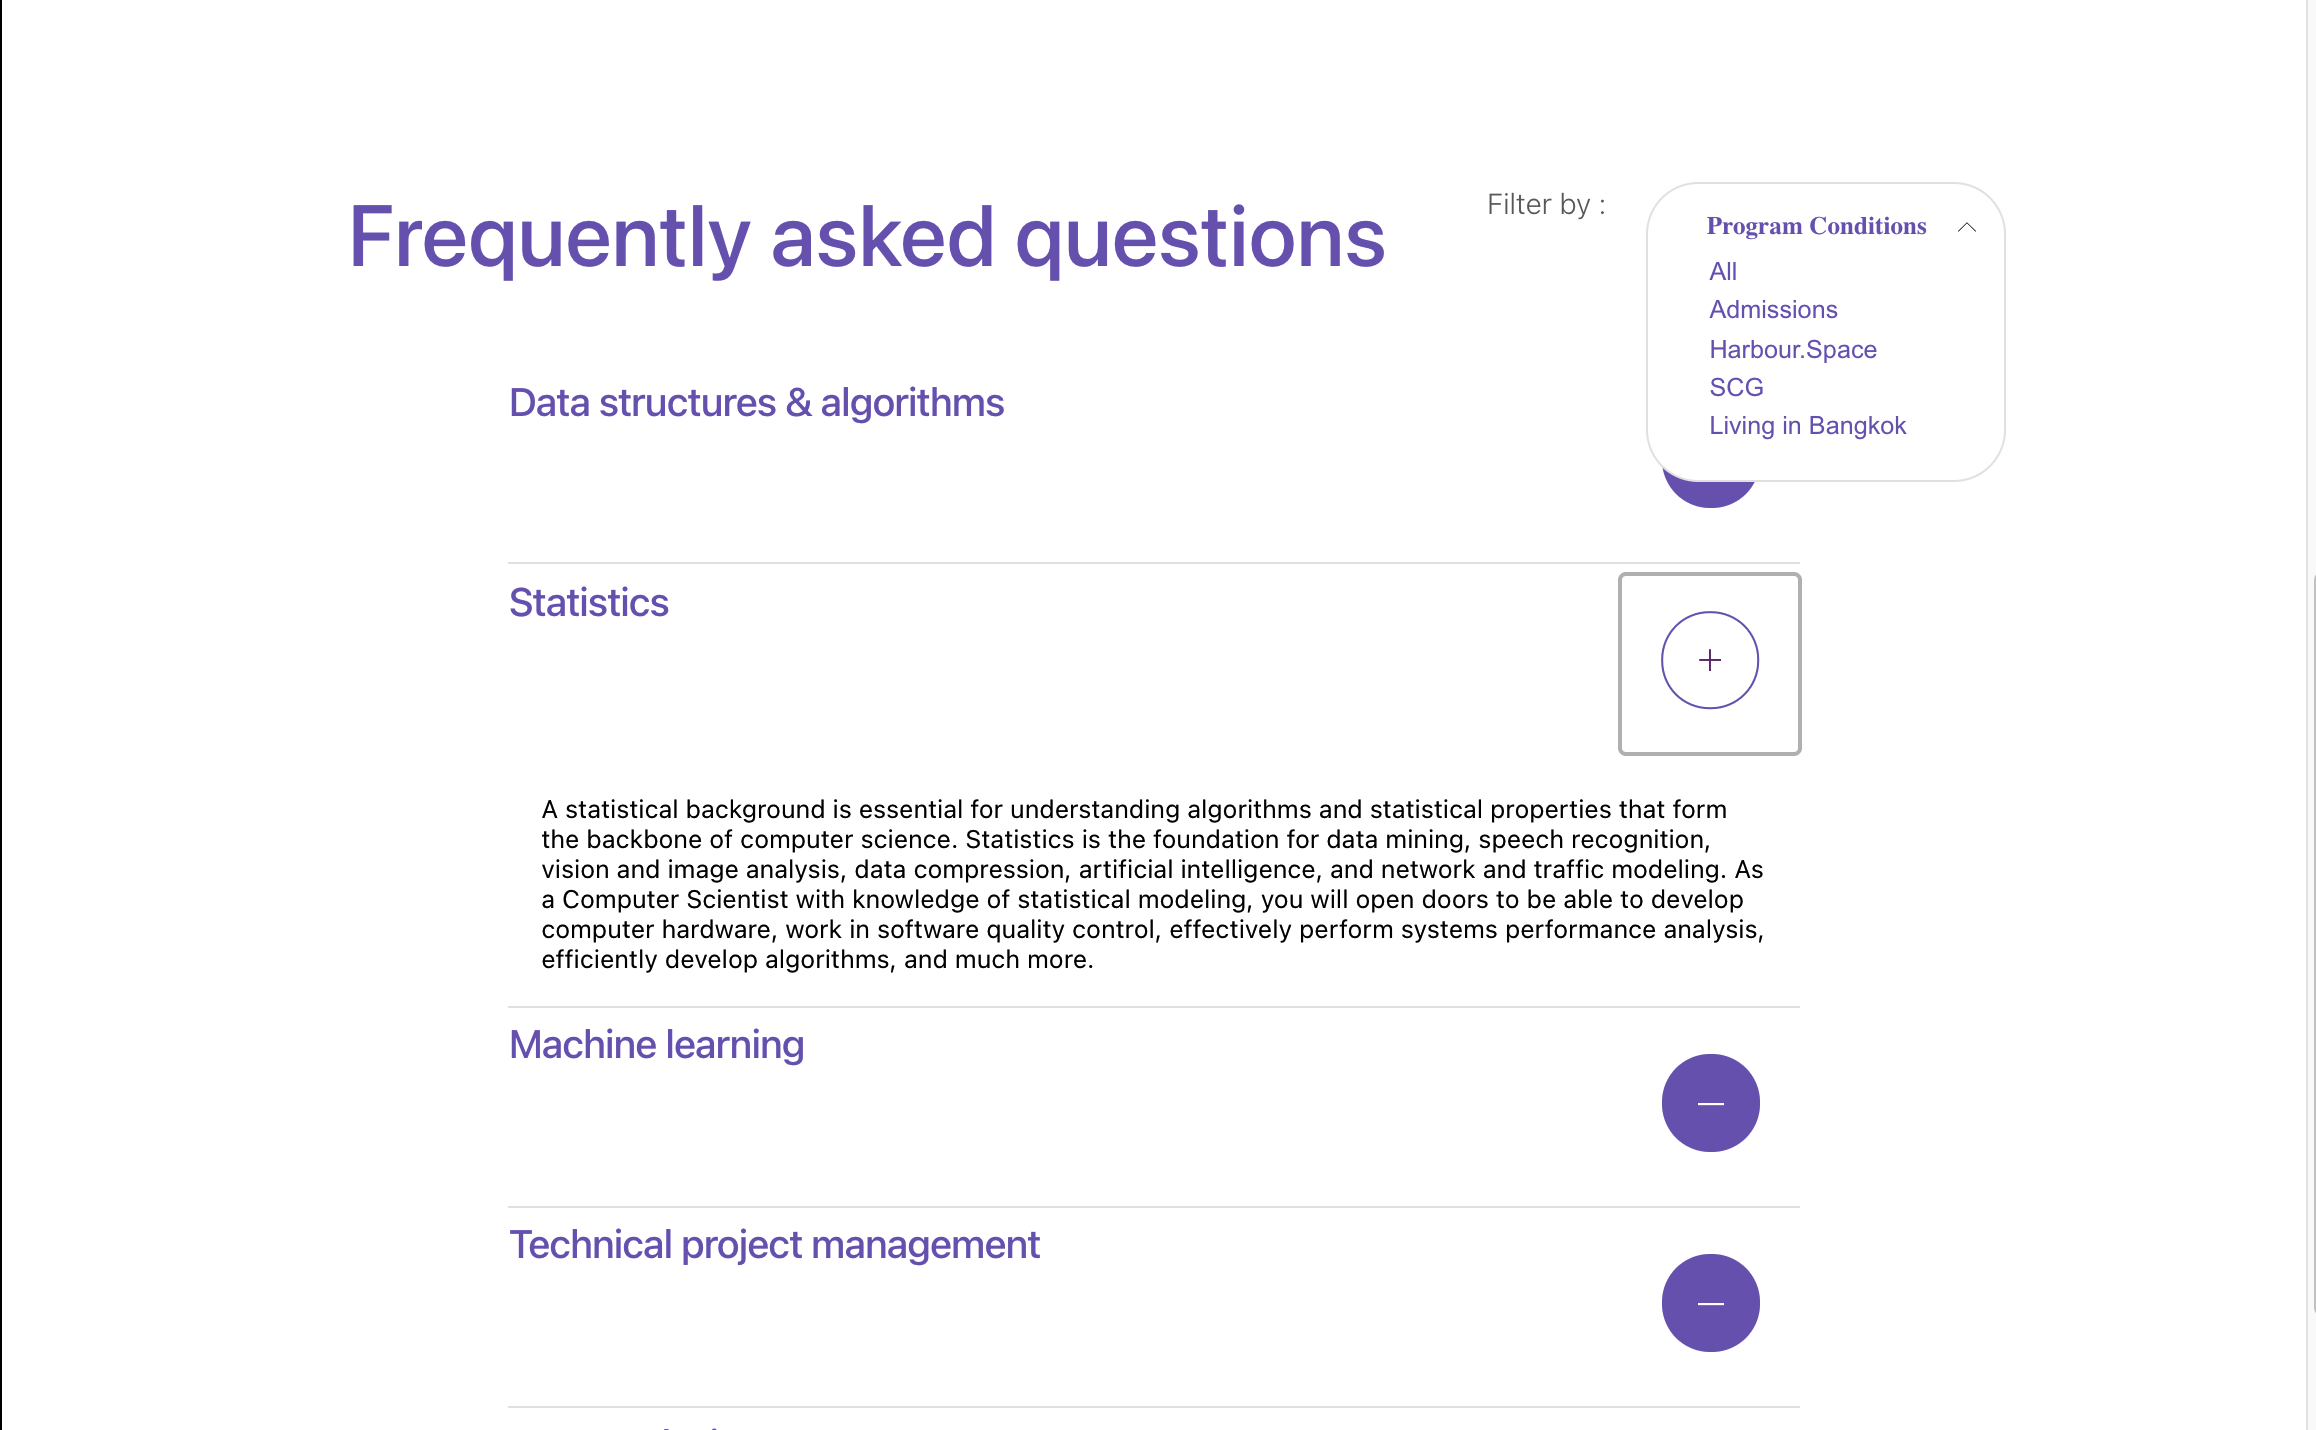 Frequently asked questions
Filter by :
Program Conditions
All
Admissions
Harbour.Space
SCG
Living in Bangkok
Data structures & algorithms
Statistics
A statistical background is essential for understanding algorithms and statistical properties that form
the backbone of computer science. Statistics is the foundation for data mining, speech recognition,
vision and image analysis, data compression, artificial intelligence, and network and traffic modeling. As
a Computer Scientist with knowledge of statistical modeling, you will open doors to be able to develop
computer hardware, work in software quality control, effectively perform systems performance analysis,
efficiently develop algorithms, and much more.
Machine learning
Technical project management